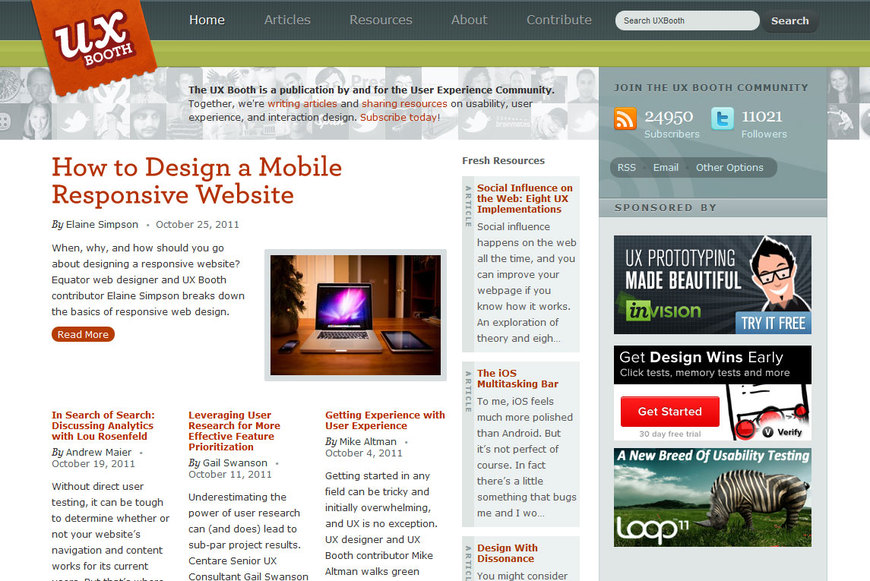 ux
BOOTH
Home
Articles
Resources
About
Contribute
Search UXBooth
Search
The UX Booth is a publication by and for the User Experience Community.
Together, we're writing articles and sharing resources on usability, user
experience, and interaction design. Subscribe today!
JOIN THE UX BOOTH COMMUNITY
24950
Subscribers
11021
Followers
RSS • Email • Other Options
How to Design a Mobile
Responsive Website
By Elaine Simpson • October 25, 2011
When, why, and how should you go
about designing a responsive website?
Equator web designer and UX Booth
contributor Elaine Simpson breaks down
the basics of responsive web design.
Read More
In Search of Search:
Discussing Analytics
with Lou Rosenfeld
By Andrew Maier •
October 19, 2011
Without direct user
testing, it can be tough
to determine whether or
not your website's
navigation and content
works for its current
users. But that's where
Leveraging User
Research for More
Effective Feature
Prioritization
By Gail Swanson •
October 11, 2011
Underestimating the
power of user research
can (and does) lead to
sub-par project results.
Centare Senior UX
Consultant Gail Swanson
Getting Experience with
User Experience
By Mike Altman •
October 4, 2011
Getting started in any
field can be tricky and
initially overwhelming,
and UX is no exception.
UX designer and UX
Booth contributor Mike
Altman walks green
Fresh Resources
ARTICLE
Social Influence on
the Web: Eight UX
Implementations
Social influence
happens on the web
all the time, and you
can improve your
webpage if you
know how it works.
An exploration of
theory and eigh...
ARTICLE
The iOS
Multitasking Bar
To me, iOS feels
much more polished
than Android. But
it's not perfect of
course. In fact
there's a little
something that bugs
me and I wo...
ARTICL
Design With
Dissonance
You might consider
SPONSORED BY
UX PROTOTYPING
MADE BEAUTIFUL
invision
TRY IT FREE
Get Design Wins Early
Click tests, memory tests and more
Get Started
30 day free trial
Verify
A New Breed Of Usability Testing
Loop11